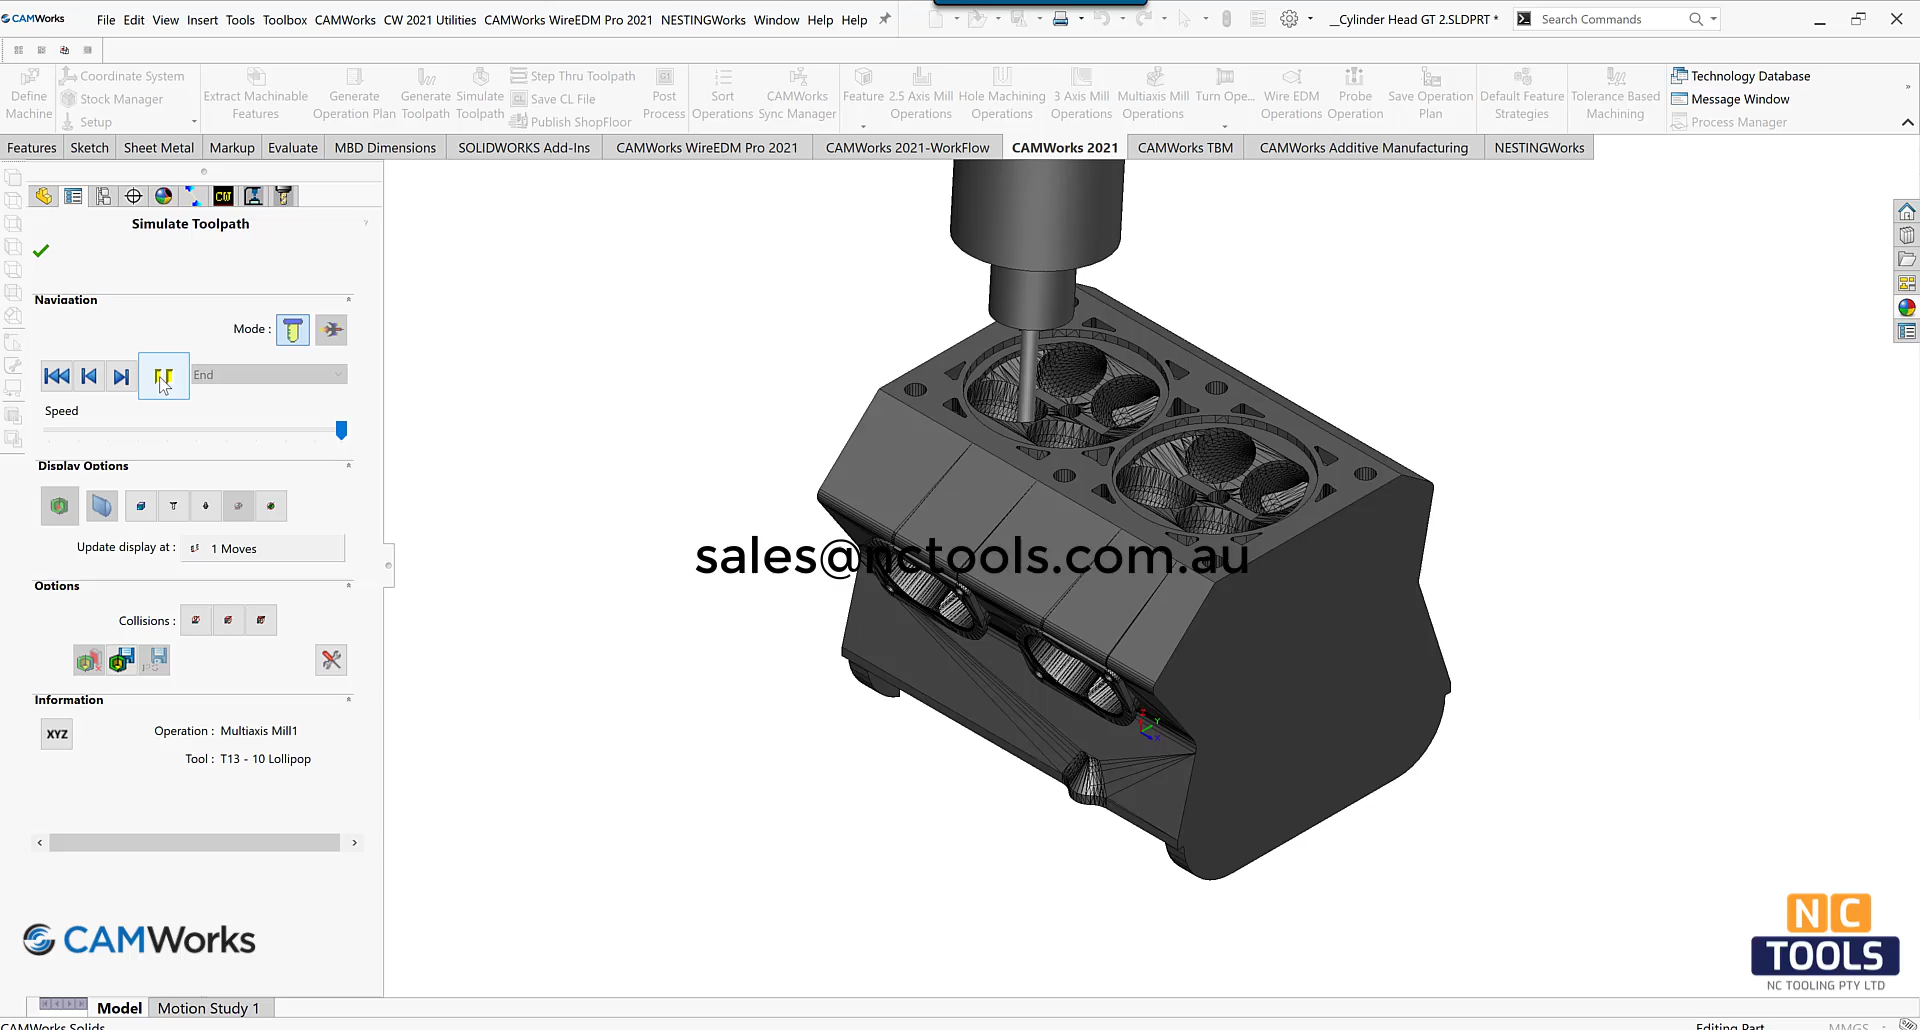 CAMWorks File Edit View Insert Tools Toolbox CAMWorks CW 2021 Utilities CAMWorks WireEDM Pro 2021 NESTINGWorks Window Help Help __Cylinder Head GT 2.SLDPRT * Search Commands
Define Machine
Coordinate System
Stock Manager
Setup
Extract Machinable Features
Generate Operation Plan
Generate Toolpath
Simulate Toolpath
Step Thru Toolpath
Save CL File
Publish ShopFloor
G1
Post Process
Sort Operations
CAMWorks Sync Manager
Feature
2.5 Axis Mill Operations
Hole Machining Operations
3 Axis Mill Operations
Multiaxis Mill Operations
Turn Ope...
Wire EDM Operations
Probe Operation
Save Operation Plan
Default Feature Strategies
Tolerance Based Machining
Technology Database
Message Window
Process Manager
Features Sketch Sheet Metal Markup Evaluate MBD Dimensions SOLIDWORKS Add-Ins CAMWorks WireEDM Pro 2021 CAMWorks 2021-WorkFlow CAMWorks 2021 CAMWorks TBM CAMWorks Additive Manufacturing NESTINGWorks
CW
Simulate Toolpath
Navigation
Mode :
End
Speed
Display Options
Update display at : 1 Moves
Options
Collisions :
Information
XYZ Operation : Multiaxis Mill1
Tool : T13 - 10 Lollipop
sales@nctools.com.au
Z
Y
X
CAMWorks
NC
TOOLS
NC TOOLING PTY LTD
Model Motion Study 1
CAMWorks Solids Editing Part MMGS